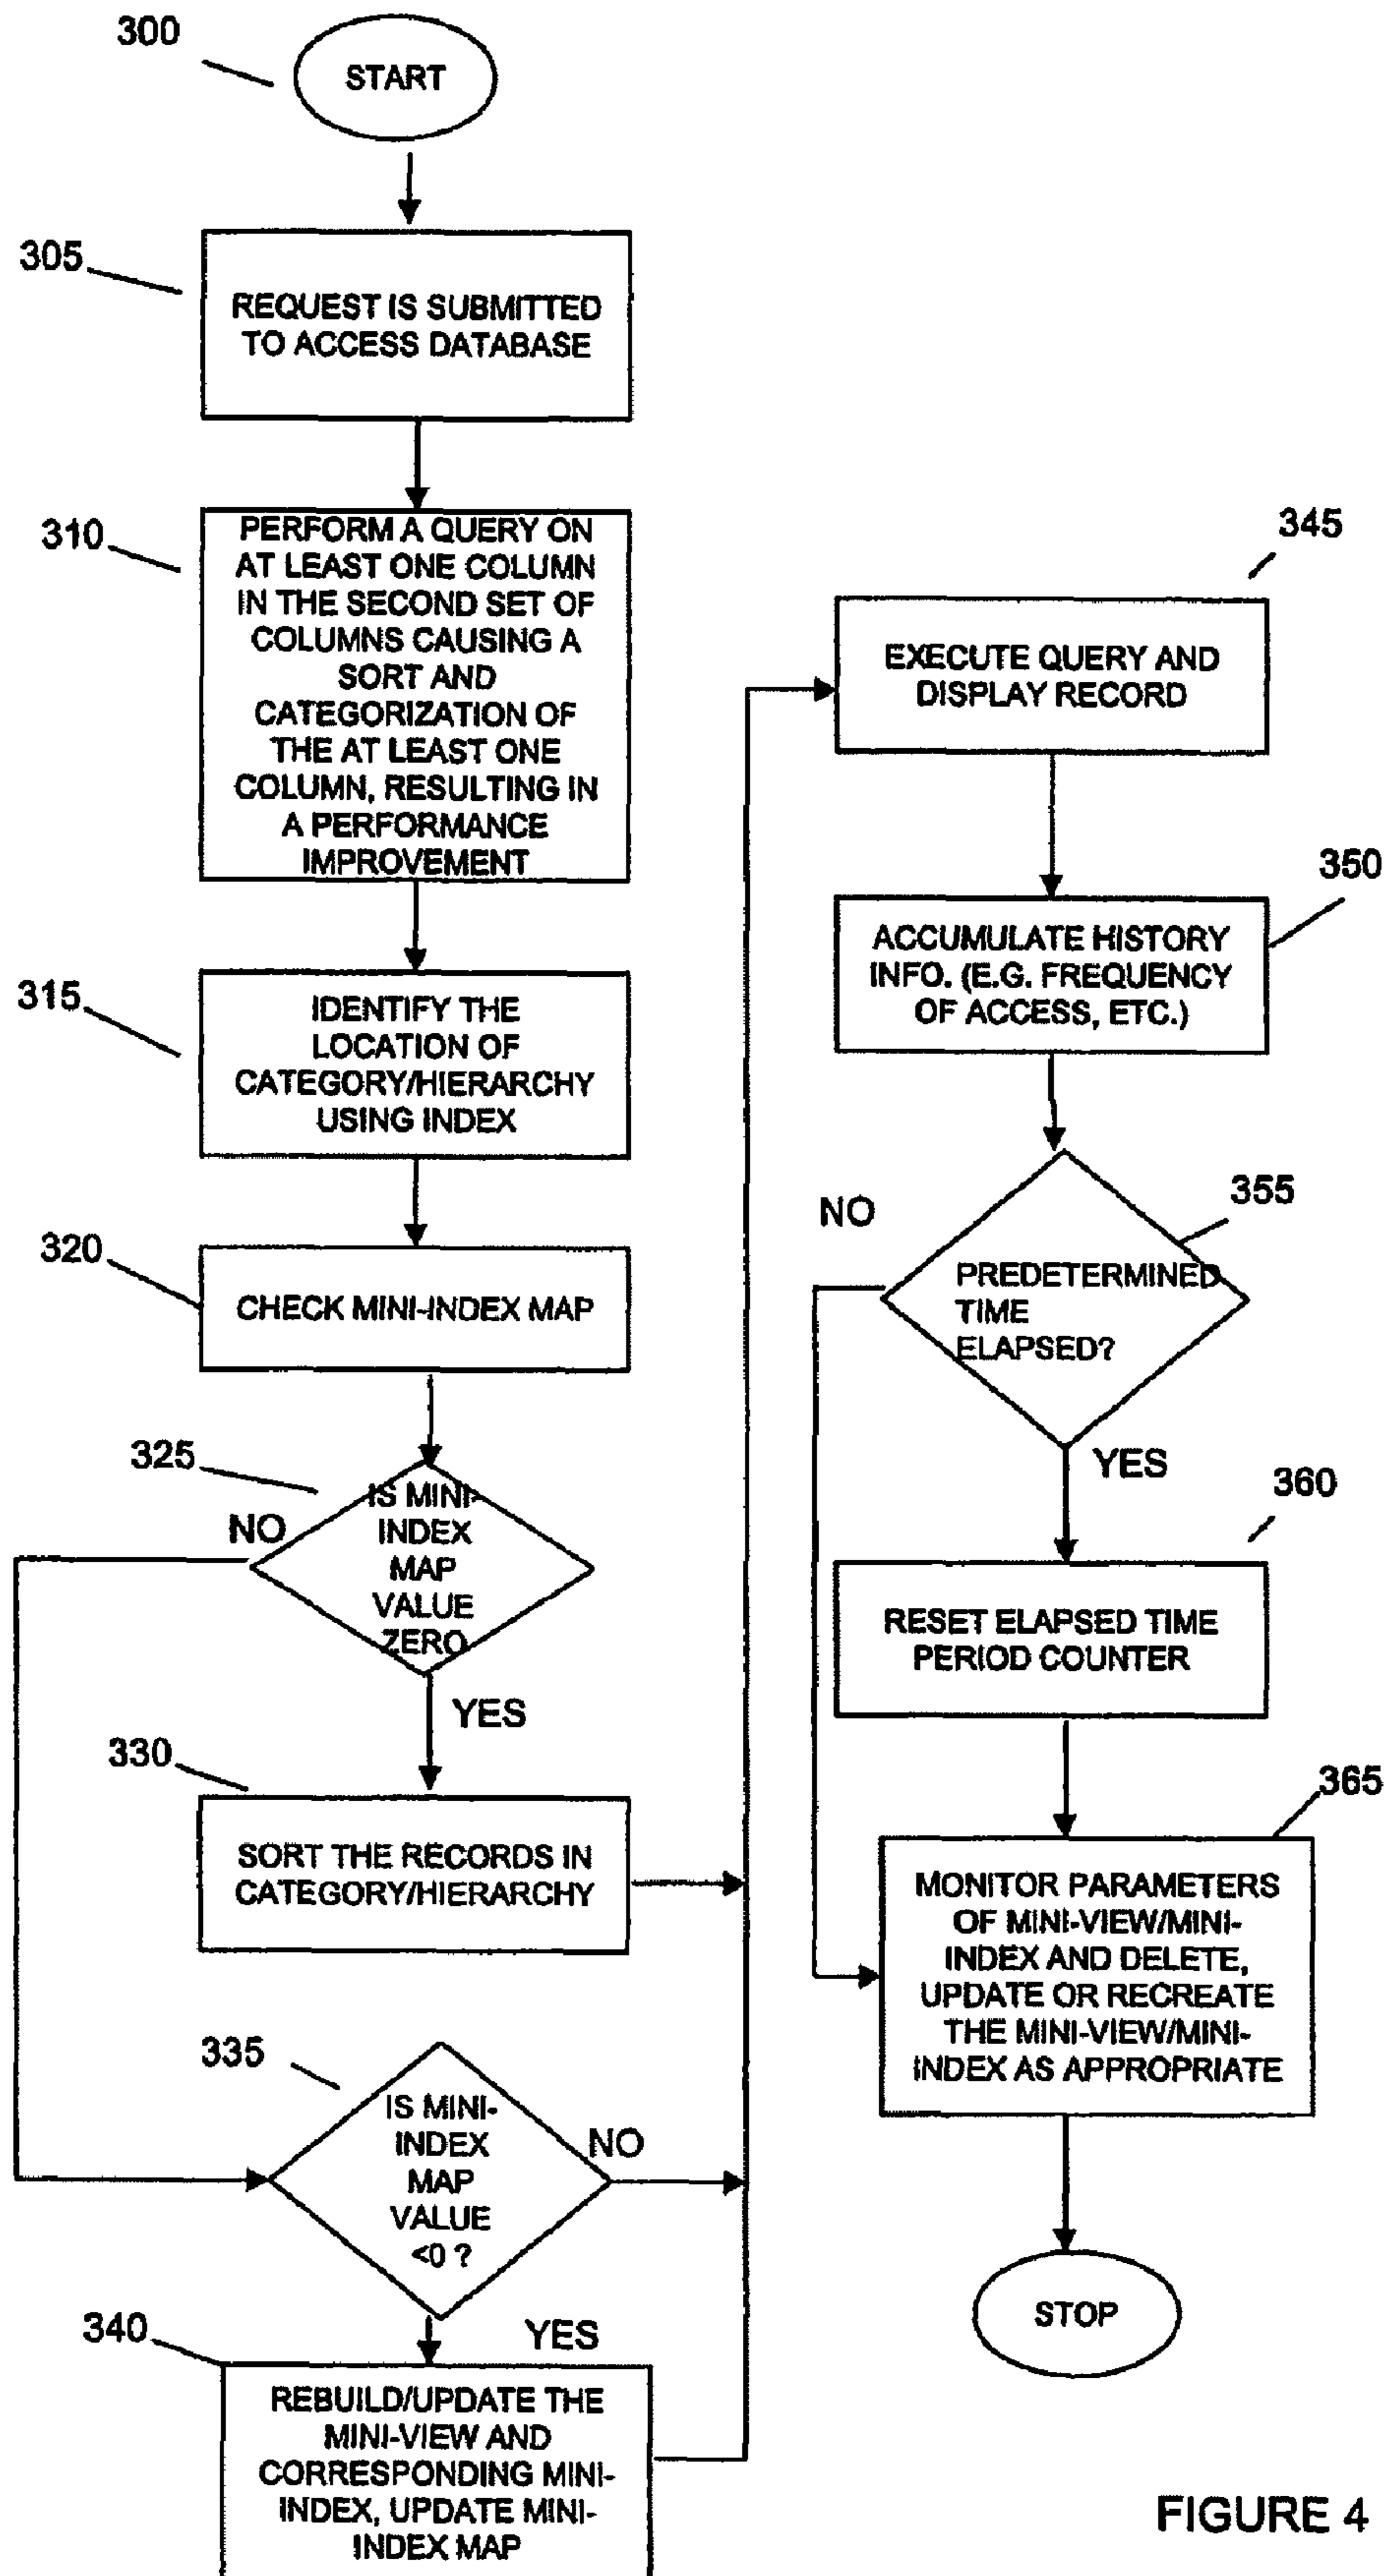 300
START
305
REQUEST IS SUBMITTED
TO ACCESS DATABASE
310
PERFORM A QUERY ON
AT LEAST ONE COLUMN
IN THE SECOND SET OF
COLUMNS CAUSING A
SORT AND
CATEGORIZATION OF
THE AT LEAST ONE
COLUMN, RESULTING IN
A PERFORMANCE
IMPROVEMENT
315
IDENTIFY THE
LOCATION OF
CATEGORY/HIERARCHY
USING INDEX
320
CHECK MINI-INDEX MAP
325
NO
IS MINI-
INDEX
MAP
VALUE
ZERO
YES
330
SORT THE RECORDS IN
CATEGORY/HIERARCHY
335
IS MINI-
INDEX
MAP
VALUE
<0 ?
NO
YES
340
REBUILD/UPDATE THE
MINI-VIEW AND
CORRESPONDING MINI-
INDEX, UPDATE MINI-
INDEX MAP
345
EXECUTE QUERY AND
DISPLAY RECORD
350
ACCUMULATE HISTORY
INFO. (E.G. FREQUENCY
OF ACCESS, ETC.)
355
NO
PREDETERMINED
TIME
ELAPSED?
YES
360
RESET ELAPSED TIME
PERIOD COUNTER
365
MONITOR PARAMETERS
OF MINI-VIEW/MINI-
INDEX AND DELETE,
UPDATE OR RECREATE
THE MINI-VIEW/MINI-
INDEX AS APPROPRIATE
STOP
FIGURE 4